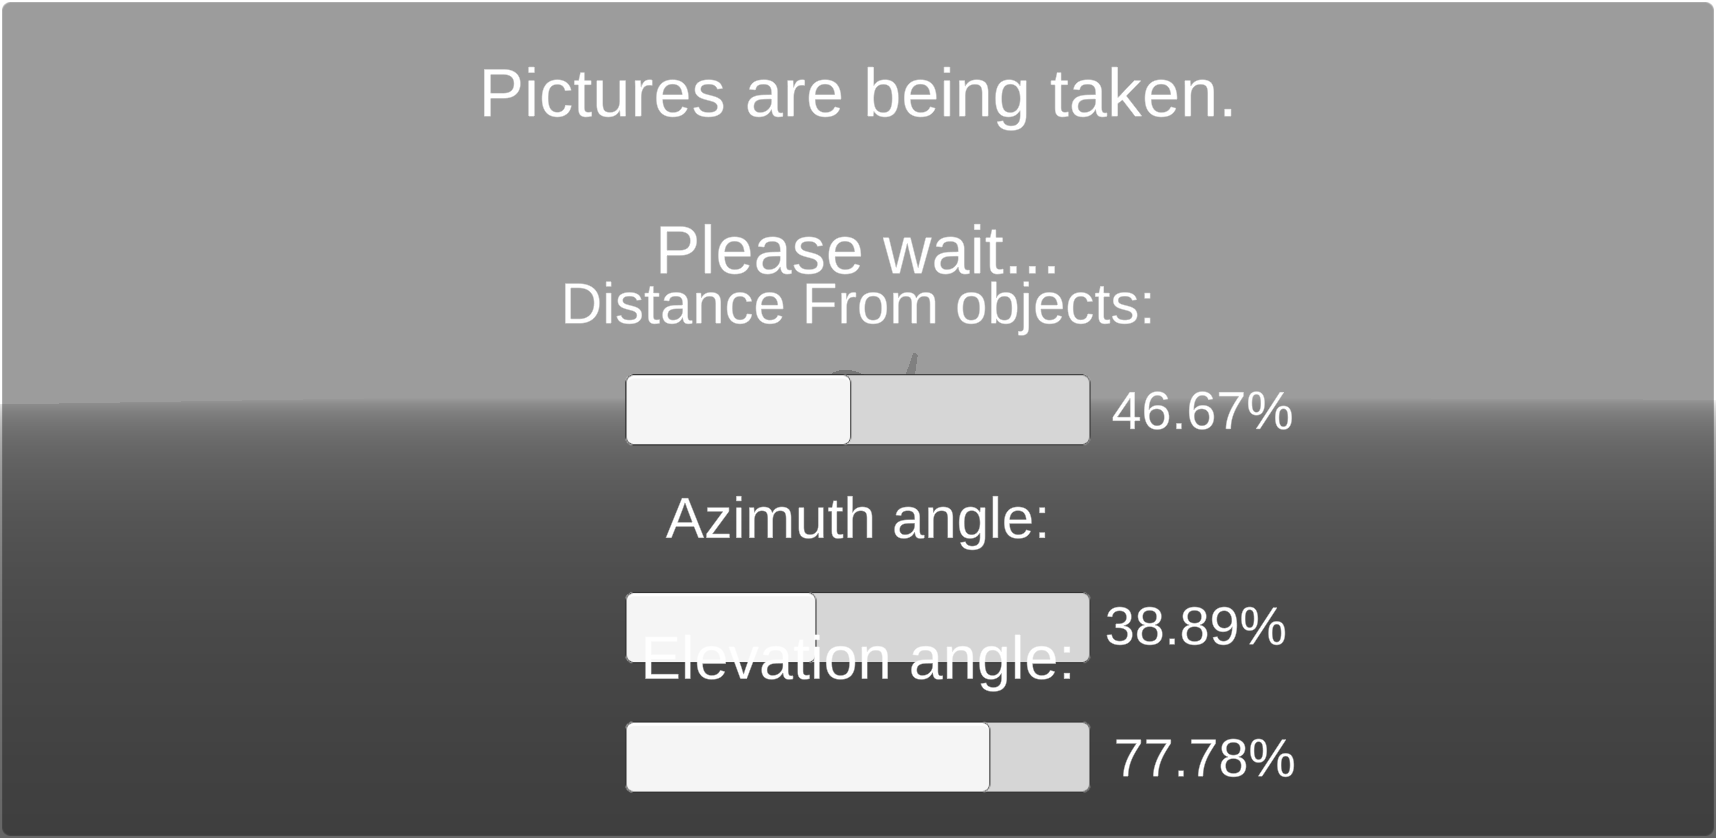 Pictures are being taken.
Please wait...
Distance From objects:
46.67%
Azimuth angle:
38.89%
Elevation angle:
77.78%